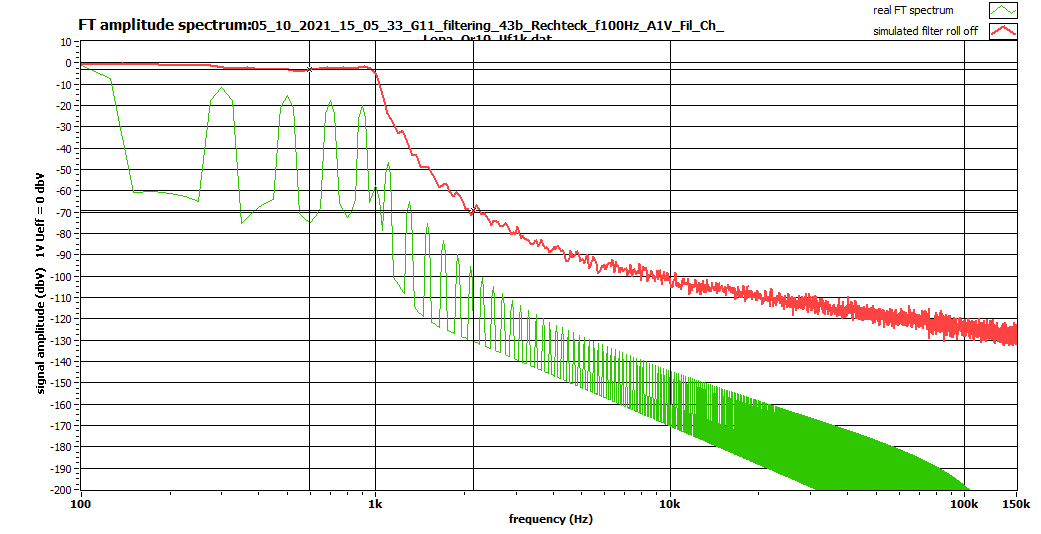 FT amplitude spectrum:05_10_2021_15_05_33_G11_filtering_43b_Rechteck_f100Hz_A1V_Fil_Ch_
real FT spectrum
simulated filter roll off
10
0
-10
-20
-30
-40
-50
-60
-70
-80
-90
-100
-110
-120
-130
-140
-150
-160
-170
-180
-190
-200
signal amplitude (dbV) 1V Ueff = 0 dbV
100
1k
10k
100k
150k
frequency (Hz)